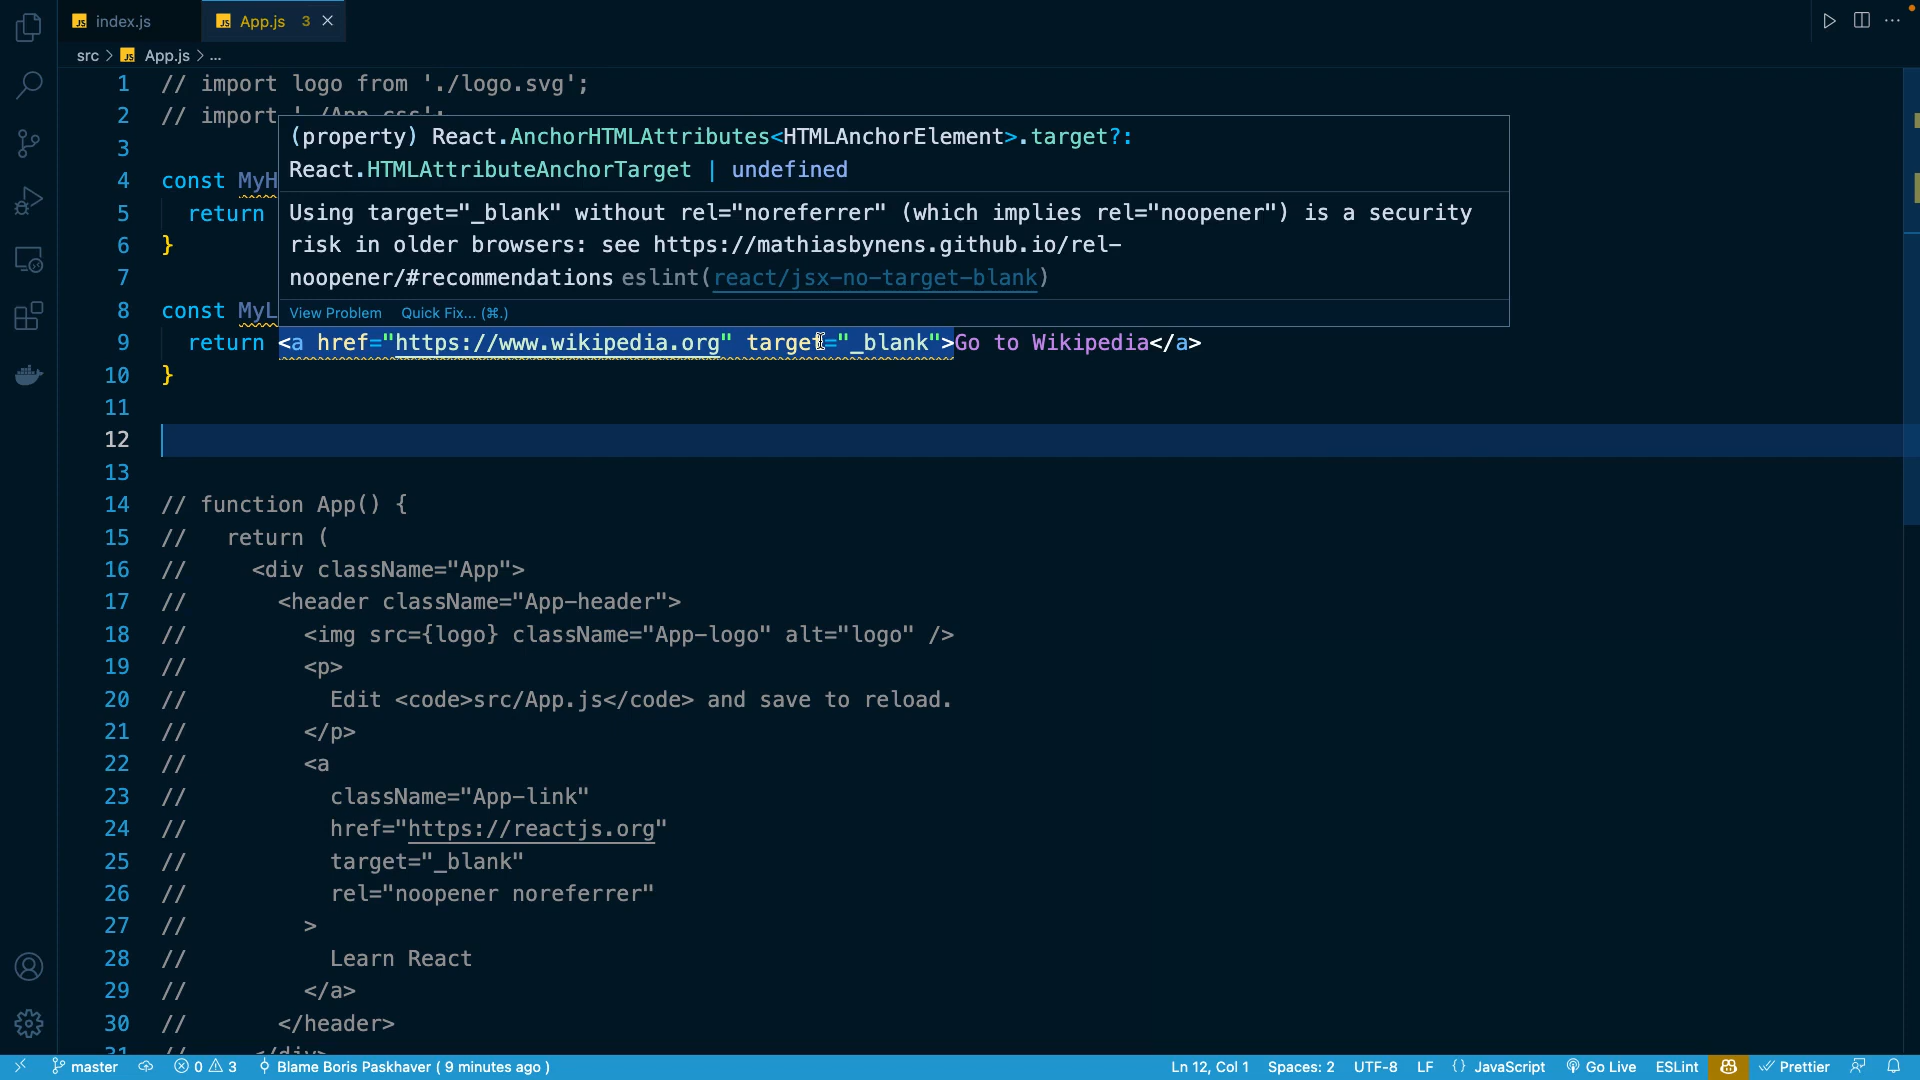 index.js
App.js 3
src > App.js > ...
1 // import logo from './logo.svg';
2 // import './App.css';
(property) React.AnchorHTMLAttributes<HTMLAnchorElement>.target?:
React.HTMLAttributeAnchorTarget | undefined
Using target="_blank" without rel="noreferrer" (which implies rel="noopener") is a security
risk in older browsers: see https://mathiasbynens.github.io/rel-
noopener/#recommendations eslint(react/jsx-no-target-blank)
View Problem Quick Fix... (⌘.)
3
4 const MyH
5 return
6 }
7
8 const MyL
9 return <a href="https://www.wikipedia.org" target="_blank">Go to Wikipedia</a>
10 }
11
12
13
14 // function App() {
15 // return (
16 // <div className="App">
17 // <header className="App-header">
18 // <img src={logo} className="App-logo" alt="logo" />
19 // <p>
20 // Edit <code>src/App.js</code> and save to reload.
21 // </p>
22 // <a
23 // className="App-link"
24 // href="https://reactjs.org"
25 // target="_blank"
26 // rel="noopener noreferrer"
27 // >
28 // Learn React
29 // </a>
30 // </header>
31 // </div>
master 0 3 Blame Boris Paskhaver ( 9 minutes ago ) Ln 12, Col 1 Spaces: 2 UTF-8 LF {} JavaScript Go Live ESLint Prettier